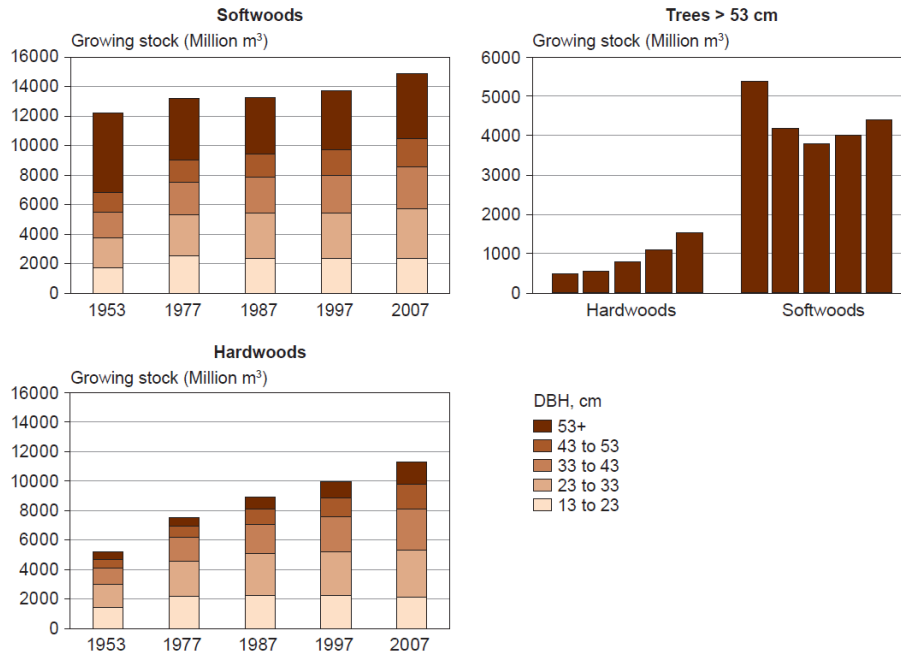 Softwoods
Growing stock (Million m³)
16000
14000
12000
10000
8000
6000
4000
2000
0
1953 1977 1987 1997 2007
Trees > 53 cm
Growing stock (Million m³)
6000
5000
4000
3000
2000
1000
0
Hardwoods Softwoods
Hardwoods
Growing stock (Million m³)
16000
14000
12000
10000
8000
6000
4000
2000
0
1953 1977 1987 1997 2007
DBH, cm
53+
43 to 53
33 to 43
23 to 33
13 to 23